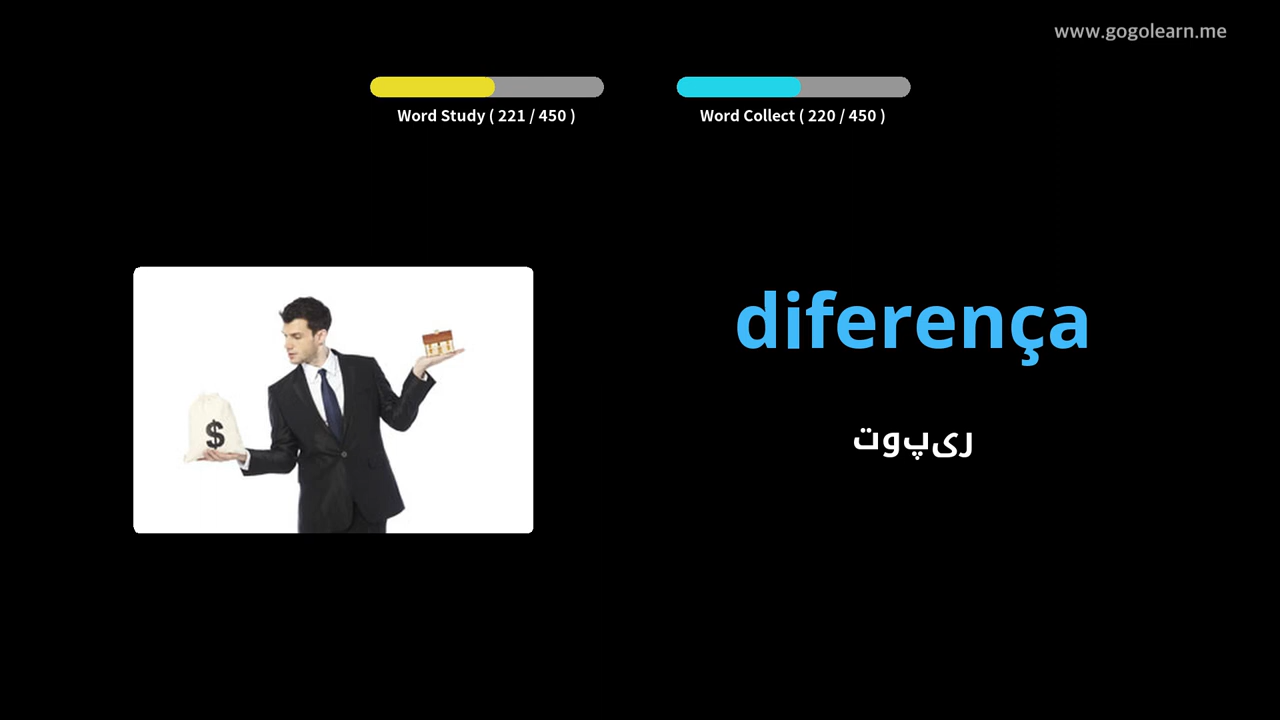 www.gogolearn.me
Word Study ( 221 / 450 )
Word Collect ( 220 / 450 )
diferença
ریپوت
$